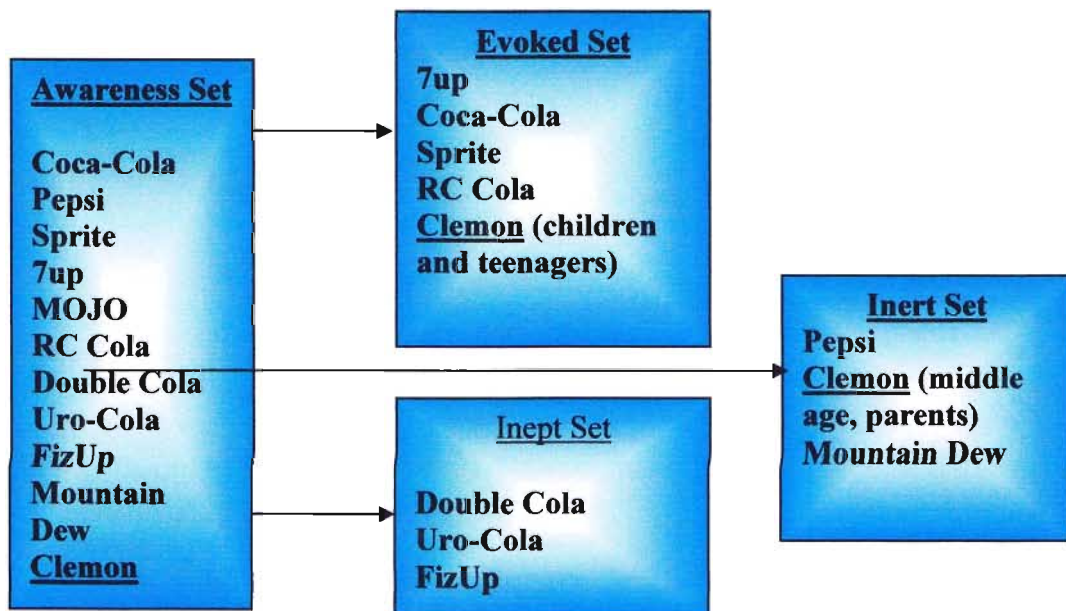 Awareness Set
Coca-Cola
Pepsi
Sprite
7up
MOJO
RC Cola
Double Cola
Uro-Cola
FizUp
Mountain
Dew
Clemon
Evoked Set
7up
Coca-Cola
Sprite
RC Cola
Clemon (children
and teenagers)
Inept Set
Double Cola
Uro-Cola
FizUp
Inert Set
Pepsi
Clemon (middle
age, parents)
Mountain Dew